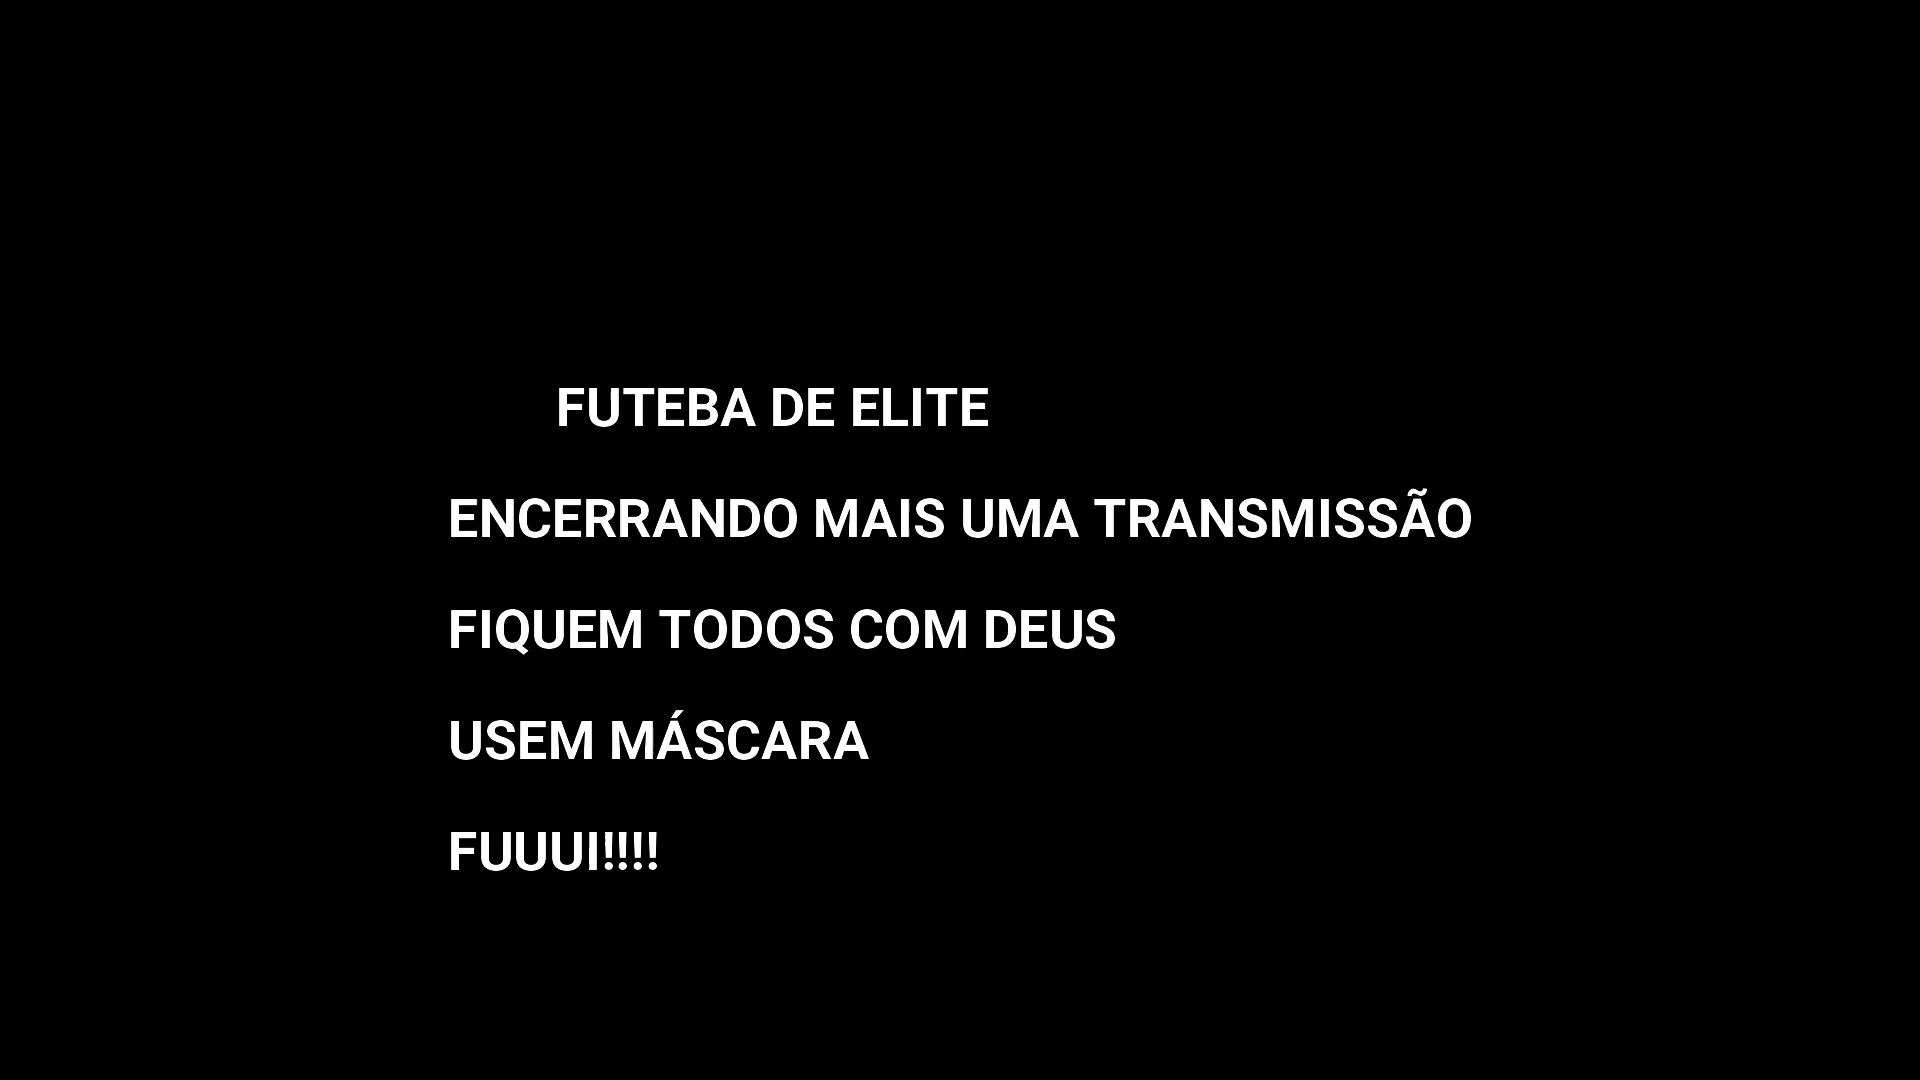 FUTEBA DE ELITE
ENCERRANDO MAIS UMA TRANSMISSÃO
FIQUEM TODOS COM DEUS
USEM MÁSCARA
FUUUI!!!!